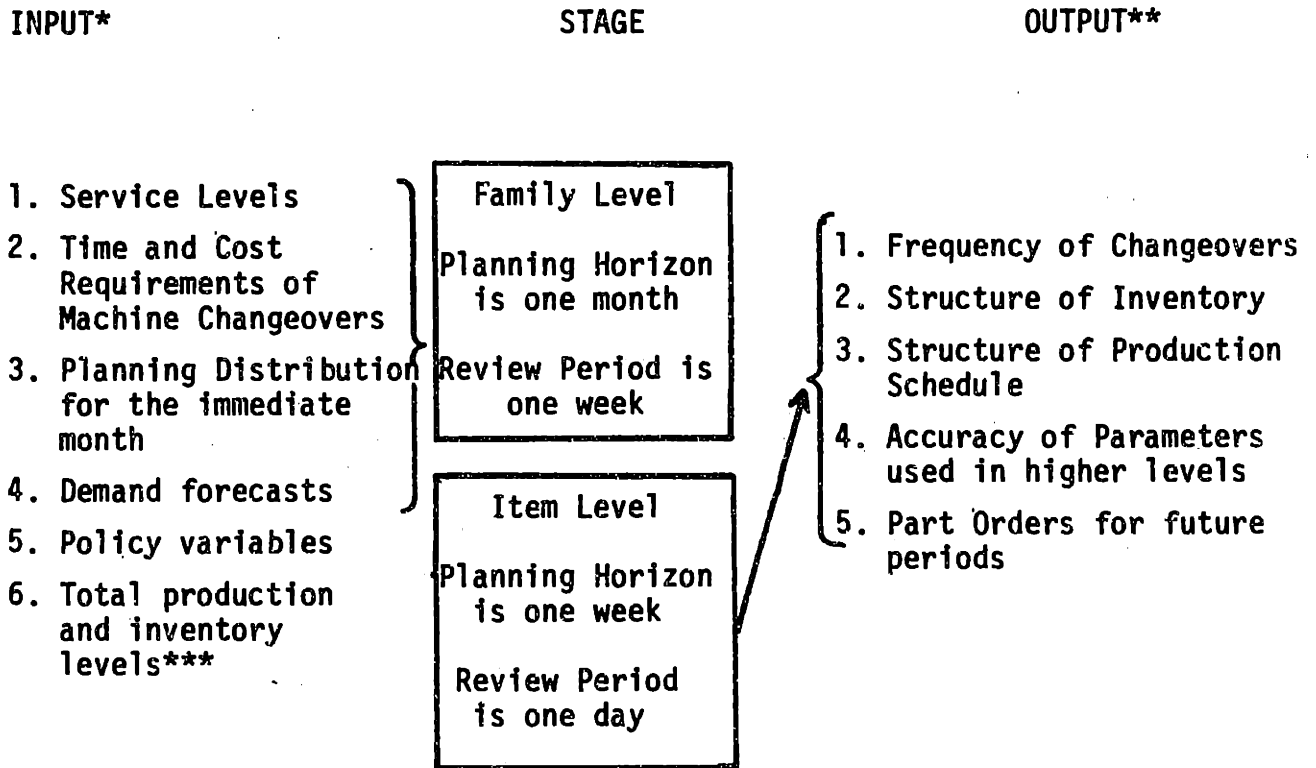 INPUT*
STAGE
OUTPUT**
1. Service Levels
2. Time and Cost
Requirements of
Machine Changeovers
3. Planning Distribution
for the immediate
month
4. Demand forecasts
5. Policy variables
6. Total production
and inventory
levels***
Family Level
Planning Horizon
is one month
Review Period is
one week
Item Level
Planning Horizon
is one week
Review Period
is one day
1. Frequency of Changeovers
2. Structure of Inventory
3. Structure of Production
Schedule
4. Accuracy of Parameters
used in higher levels
5. Part Orders for future
periods